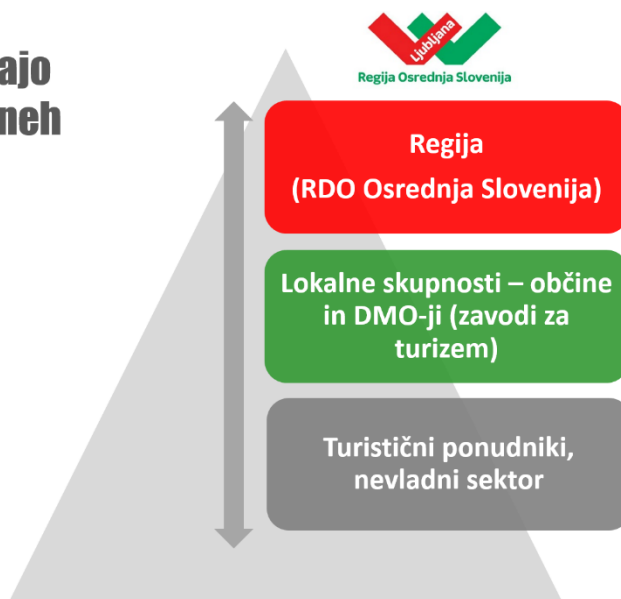 ajo
neh
Ljubljana
Regija Osrednja Slovenija
Regija
(RDO Osrednja Slovenija)
Lokalne skupnosti – občine
in DMO-ji (zavodi za
turizem)
Turistični ponudniki,
nevladni sektor